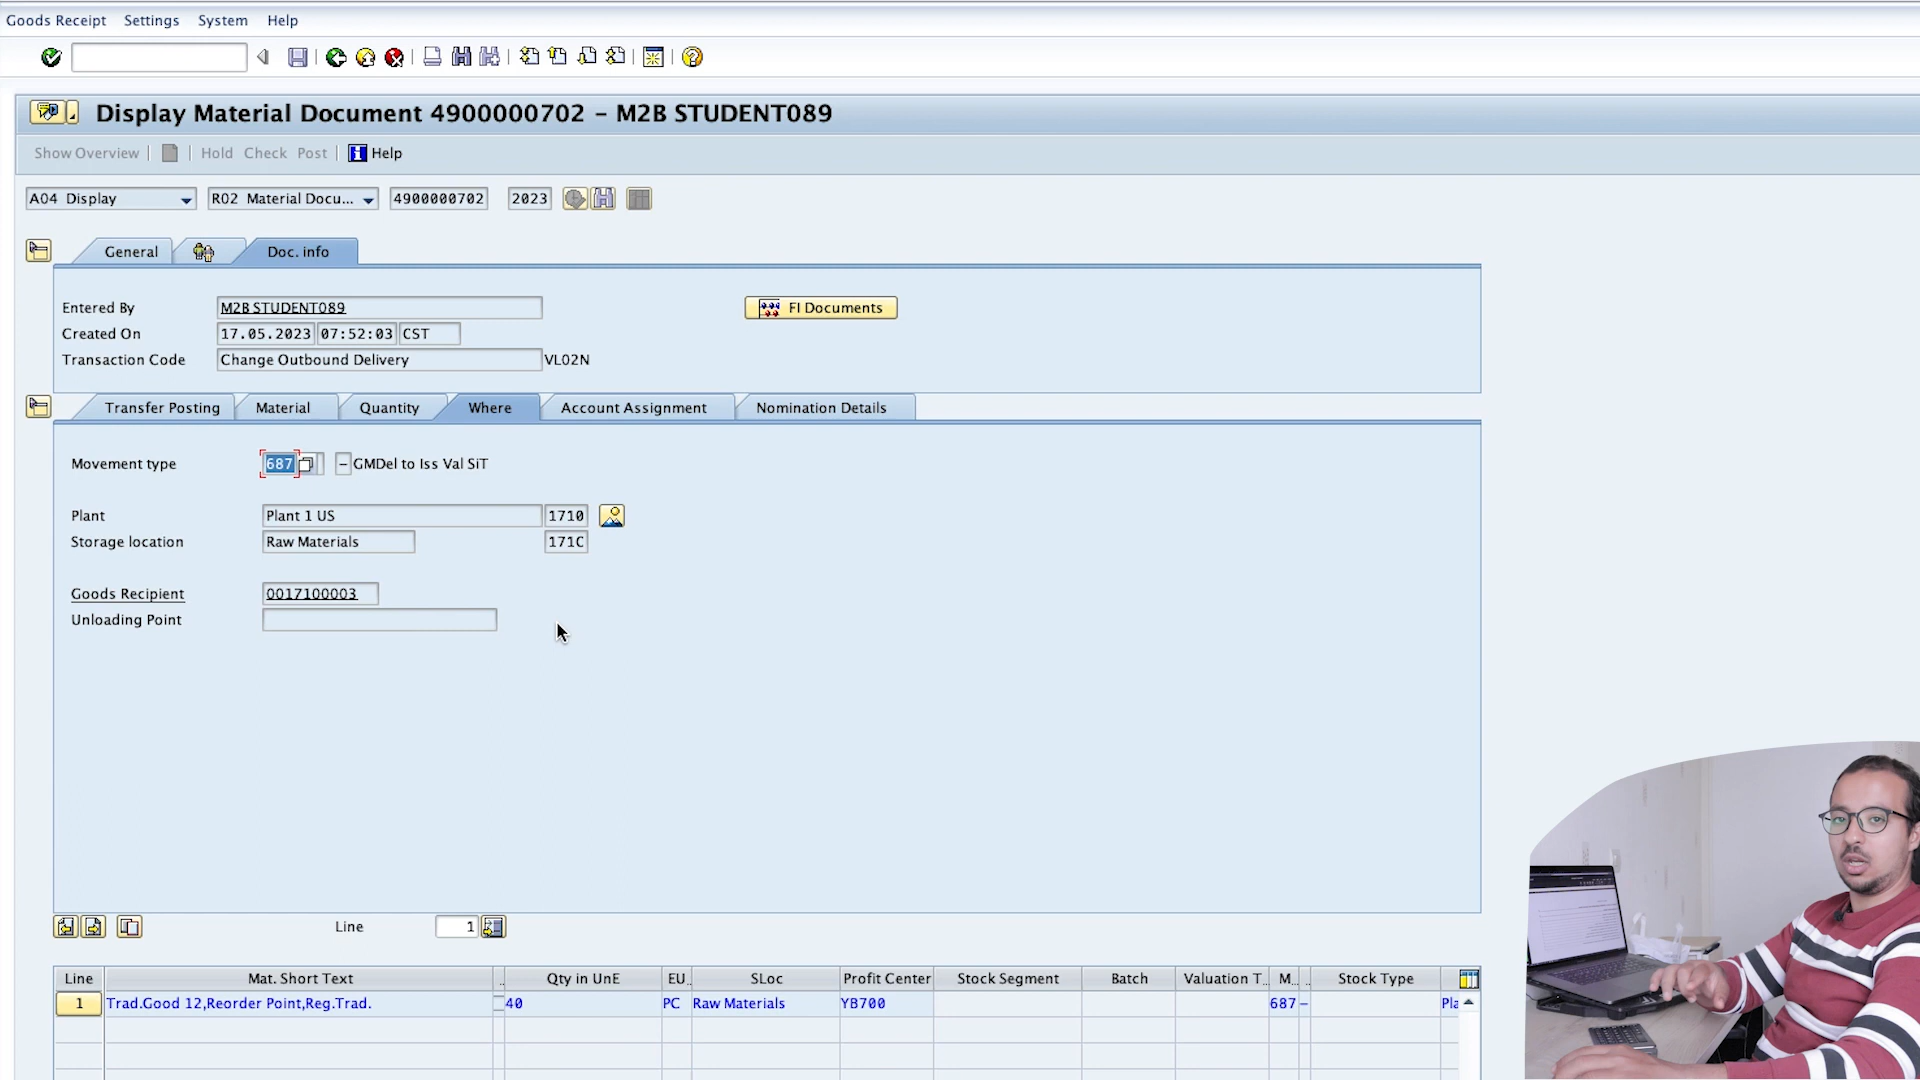 Goods Receipt Settings System Help
Display Material Document 4900000702 - M2B STUDENT089
Show Overview Hold Check Post Help
A04 Display R02 Material Docu... 4900000702 2023
General Doc. info
Entered By M2B STUDENT089 FI Documents
Created On 17.05.2023 07:52:03 CST
Transaction Code Change Outbound Delivery VL02N
Transfer Posting Material Quantity Where Account Assignment Nomination Details
Movement type 687 - GMDel to Iss Val SiT
Plant Plant 1 US 1710
Storage location Raw Materials 171C
Goods Recipient 0017100003
Unloading Point
Line 1
Line Mat. Short Text .. Qty in UnE EU.. SLoc Profit Center Stock Segment Batch Valuation T... M... .. Stock Type
1 Trad.Good 12,Reorder Point,Reg.Trad. 40 PC Raw Materials YB700 687 - Pla